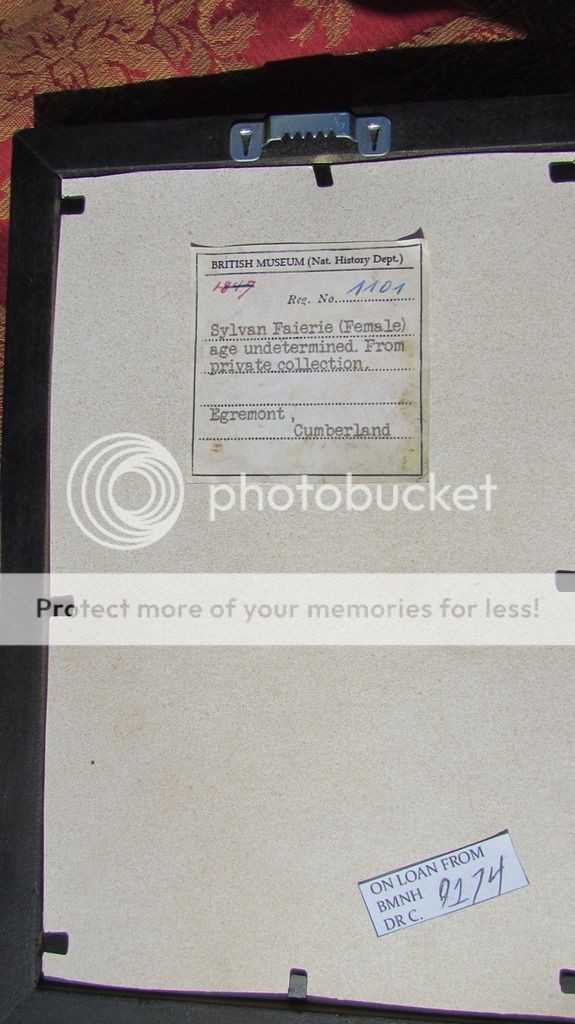 BRITISH MUSEUM (Nat. History Dept.)
1847
Reg. No. 1101
Sylvan Faierie (Female)
age undetermined. From
private collection.
Egremont,
Cumberland
photobucket
Protect more of your memories for less!
ON LOAN FROM
BMNH 9174
DR C.